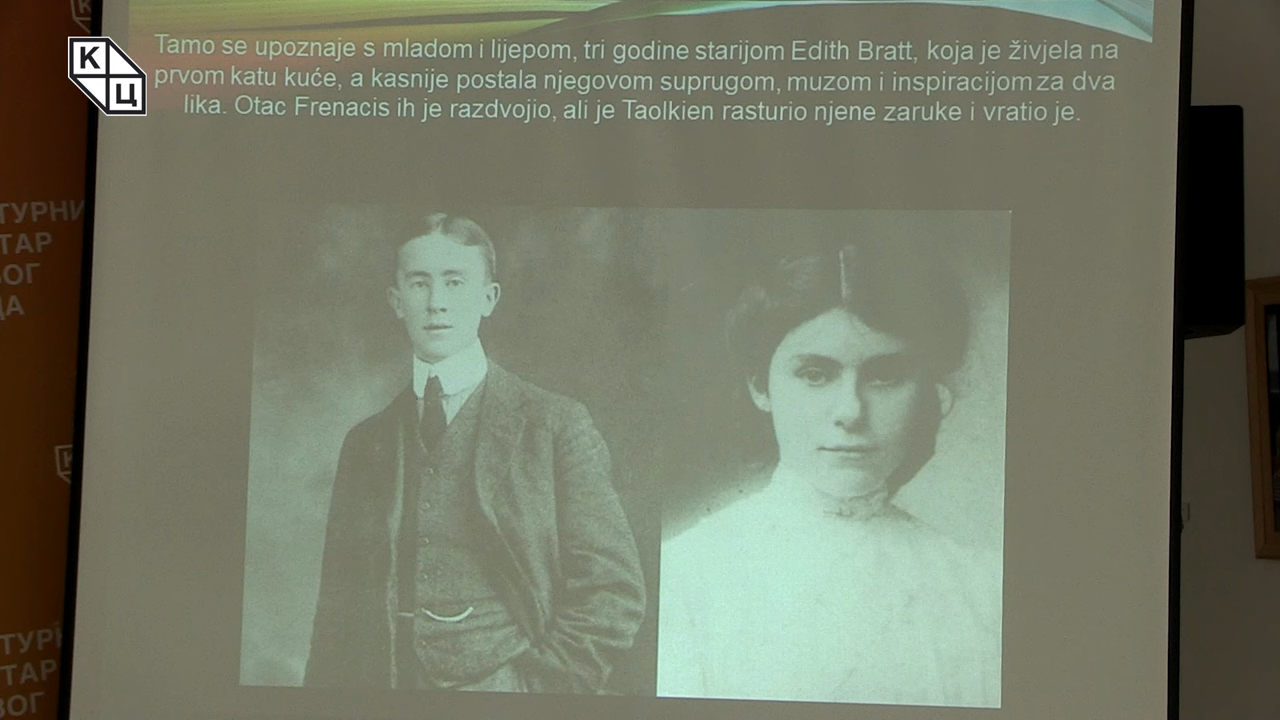 Tamo se upoznaje s mladom i lijepom, tri godine starijom Edith Bratt, koja je živjela na
prvom katu kuće, a kasnije postala njegovom suprugom, muzom i inspiracijom za dva
lika. Otac Frenacis ih je razdvojio, ali je Taolkien rasturio njene zaruke i vratio je.
К
Ц
ТУРНИ
ТАР
ВОГ
ДА
К
ТУРН
ТАР
ВОГ